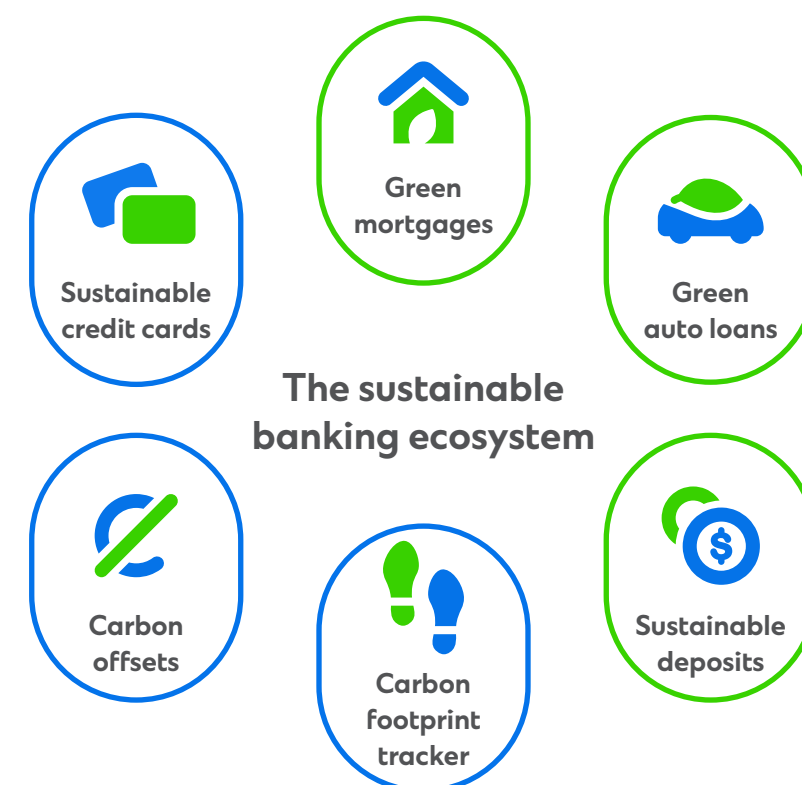 Green
mortgages
Sustainable
credit cards
Green
auto loans
The sustainable
banking ecosystem
Carbon
offsets
$
Sustainable
deposits
Carbon
footprint
tracker